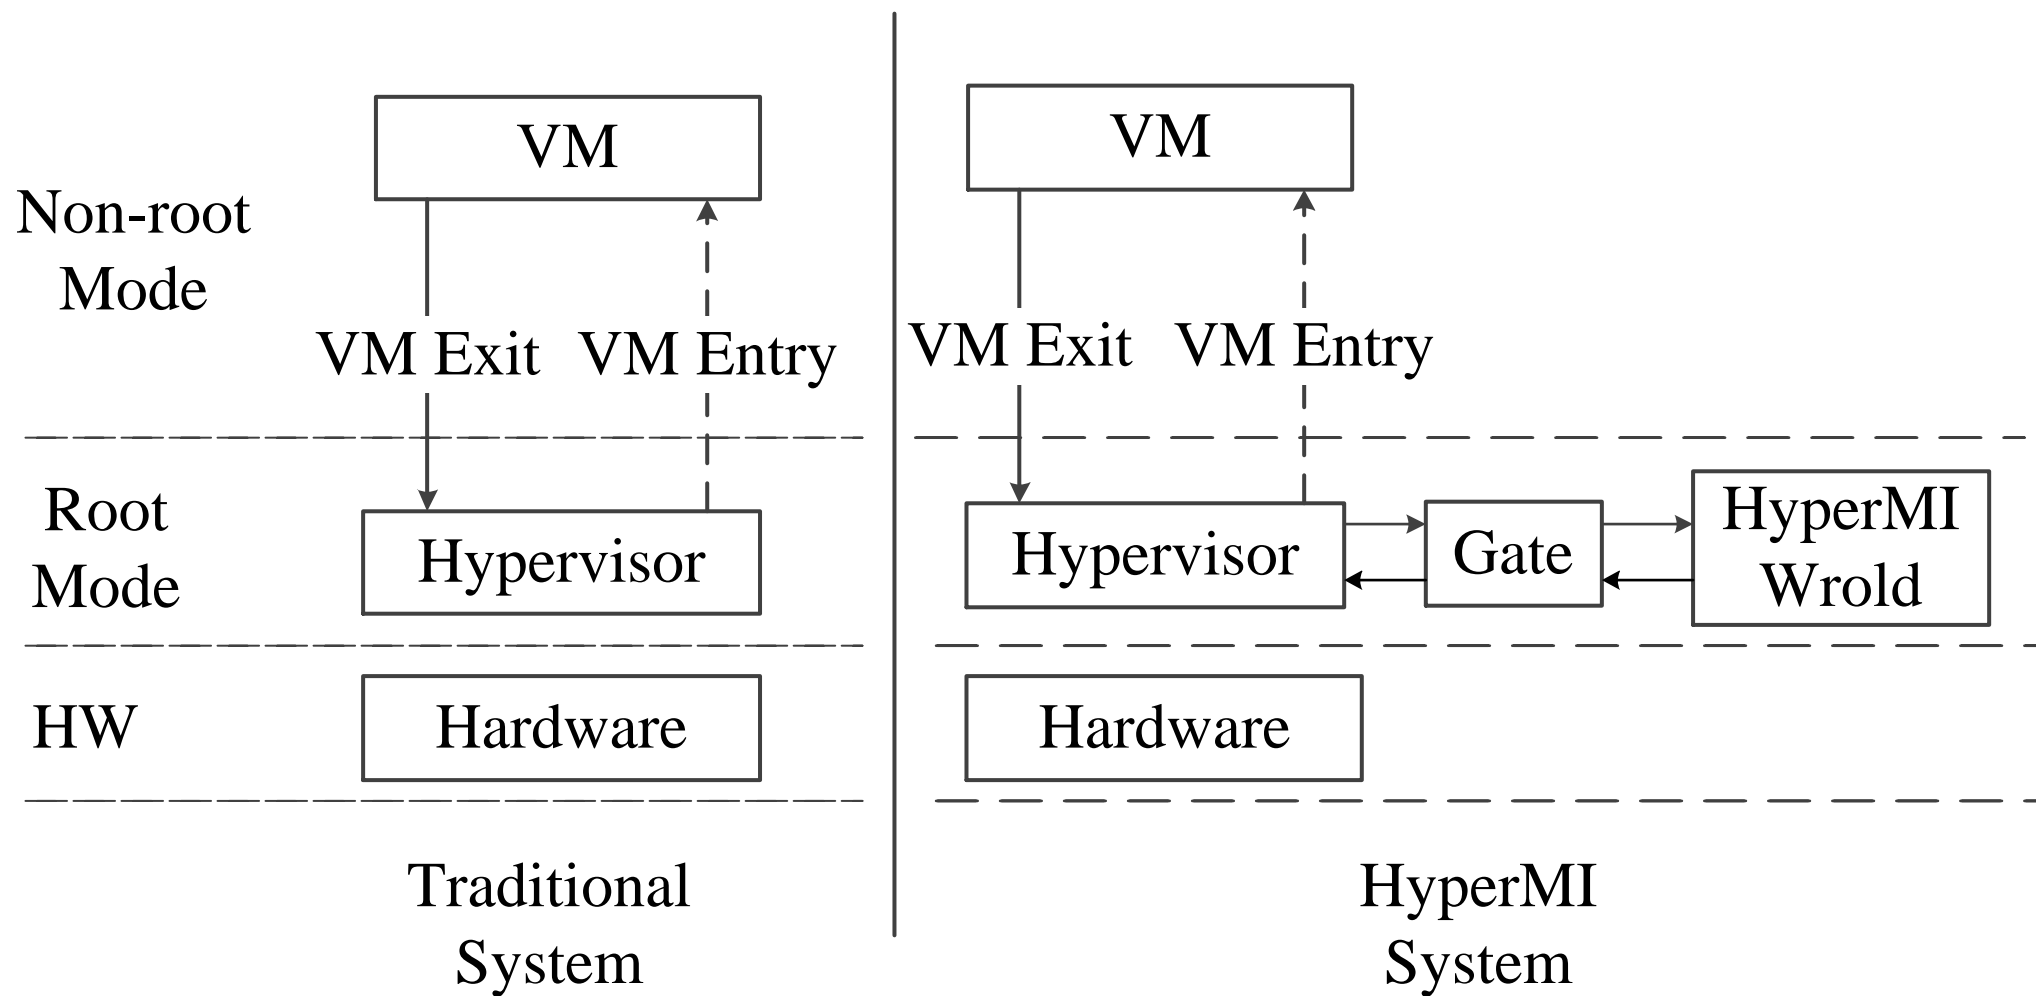 VM
VM
Non-root
Mode
VM Exit
VM Entry
VM Exit
VM Entry
Root
Mode
Hypervisor
Hypervisor
Gate
HyperMI
Wrold
HW
Hardware
Hardware
Traditional
System
HyperMI
System